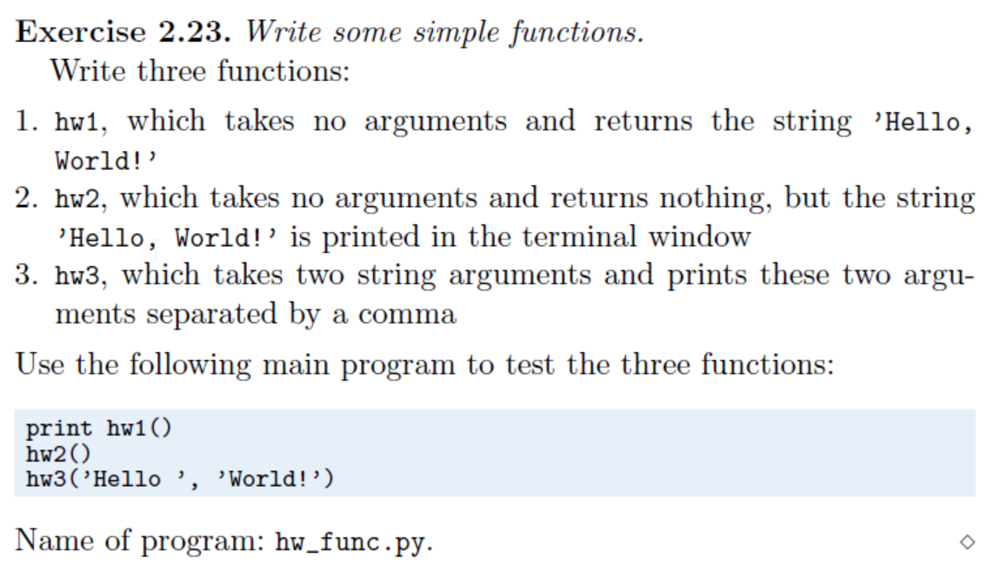 Exercise 2.23. Write some simple functions.
Write three functions:
1. hw1, which takes no arguments and returns the string ’Hello,
World!’
2. hw2, which takes no arguments and returns nothing, but the string
’Hello, World!’ is printed in the terminal window
3. hw3, which takes two string arguments and prints these two argu-
ments separated by a comma
Use the following main program to test the three functions:
print hw1()
hw2()
hw3(’Hello ’, ’World!’)
Name of program: hw_func.py. ◇